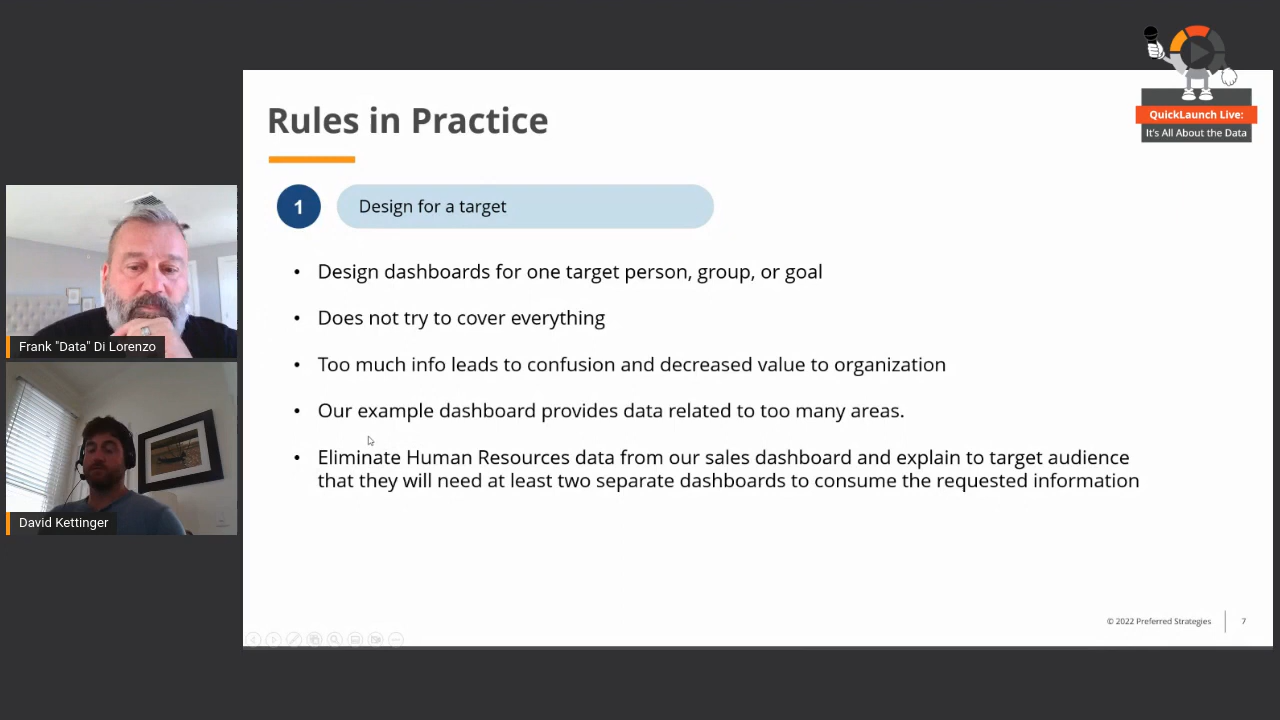 QuickLaunch Live:
It's All About the Data
Rules in Practice
1
Design for a target
• Design dashboards for one target person, group, or goal
• Does not try to cover everything
• Too much info leads to confusion and decreased value to organization
• Our example dashboard provides data related to too many areas.
• Eliminate Human Resources data from our sales dashboard and explain to target audience
that they will need at least two separate dashboards to consume the requested information
Frank "Data" Di Lorenzo
David Kettinger
© 2022 Preferred Strategies
7